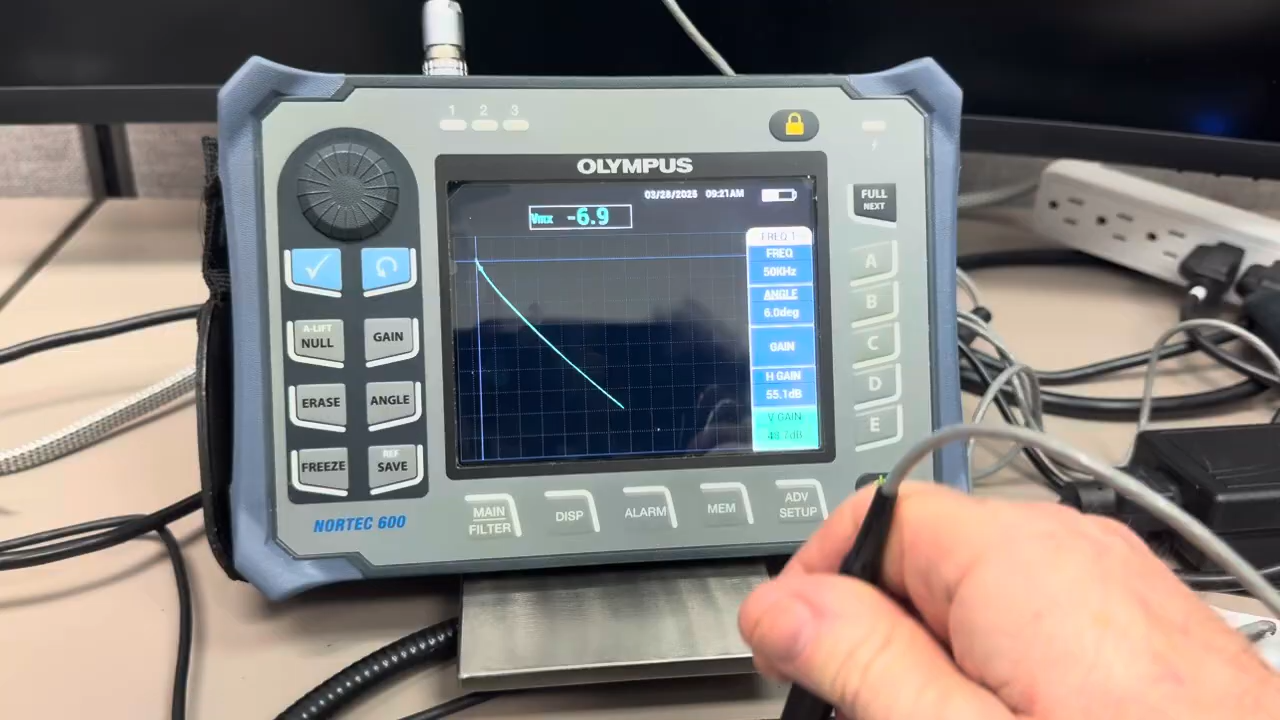 1 2 3
OLYMPUS
03/28/2025 09:21AM
Vmx -6.9
FREQ 1
FREQ
50KHz
ANGLE
6.0deg
GAIN
H GAIN
55.1dB
V GAIN
48.7dB
FULL
NEXT
A
B
C
D
E
A-LIFT
NULL
GAIN
ERASE
ANGLE
FREEZE
REF
SAVE
NORTEC 600
MAIN
FILTER
DISP
ALARM
MEM
ADV
SETUP